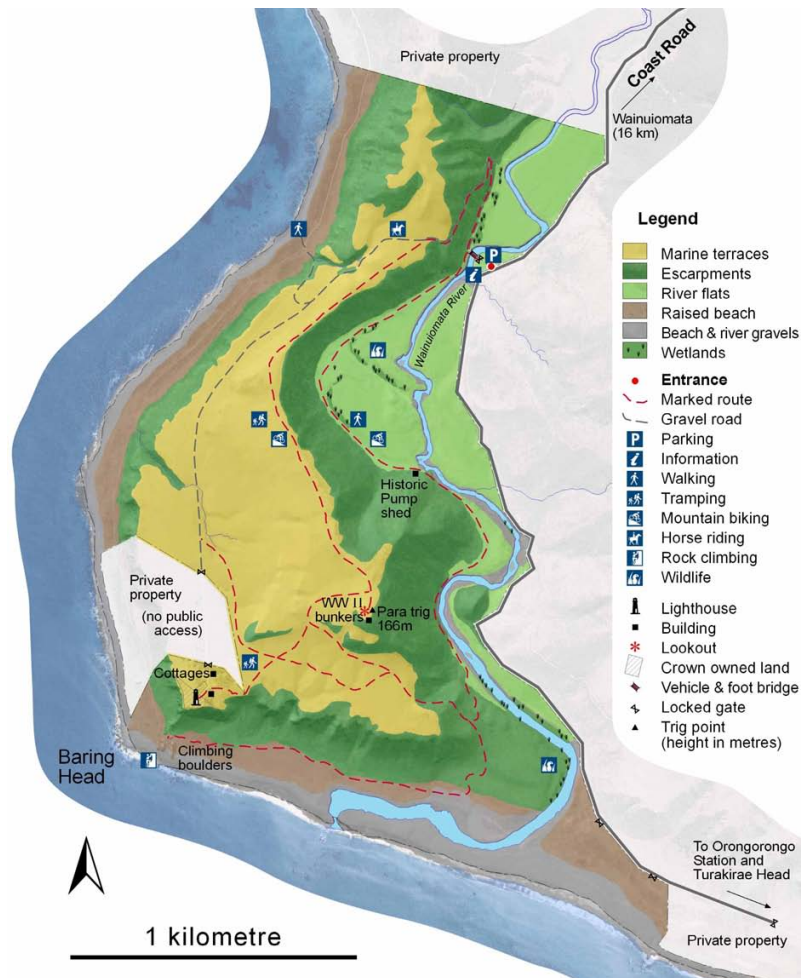 Private property
Coast Road
Wainuiomata
(16 km)
Legend
Marine terraces
Escarpments
River flats
Raised beach
Beach & river gravels
Wetlands
Entrance
Marked route
Gravel road
P
Parking
Information
Walking
Tramping
Mountain biking
Horse riding
Rock climbing
Wildlife
Lighthouse
Building
Lookout
Crown owned land
Vehicle & foot bridge
Locked gate
Trig point
(height in metres)
P
Wainuiomata River
Historic
Pump
shed
Private
property
(no public
access)
WW II
bunkers
Para trig
166m
Cottages
Baring
Head
Climbing
boulders
To Orongorongo
Station and
Turakirae Head
1 kilometre
Private property